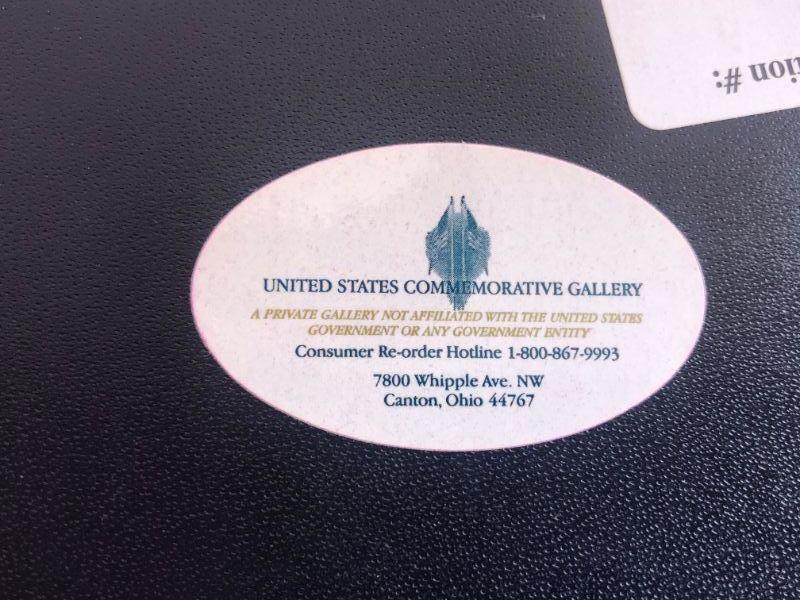 tion #:
UNITED STATES COMMEMORATIVE GALLERY
A PRIVATE GALLERY NOT AFFILIATED WITH THE UNITED STATES
GOVERNMENT OR ANY GOVERNMENT ENTITY
Consumer Re-order Hotline 1-800-867-9993
7800 Whipple Ave. NW
Canton, Ohio 44767